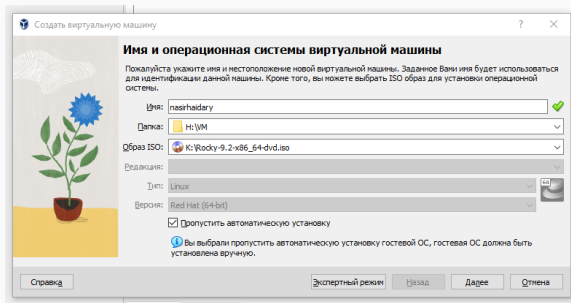 Создать виртуальную машину
?
Имя и операционная системы виртуальной машины
Пожалуйста укажите имя и местоположение новой виртуальной машины. Заданное Вами имя будет использоваться
для идентификации данной машины. Кроме того, вы можете выбрать ISO образ для установки операционной
системы.
Имя: nasirhaidary
Папка: H:\VM
Образ ISO: K:\Rocky-9.2-x86_64-dvd.iso
Редакция:
Тип: Linux
64
Версия: Red Hat (64-bit)
Пропустить автоматическую установку
Вы выбрали пропустить автоматическую установку гостевой ОС, гостевая ОС должна быть
установлена вручную.
Справка Экспертный режим Назад Далее Отмена